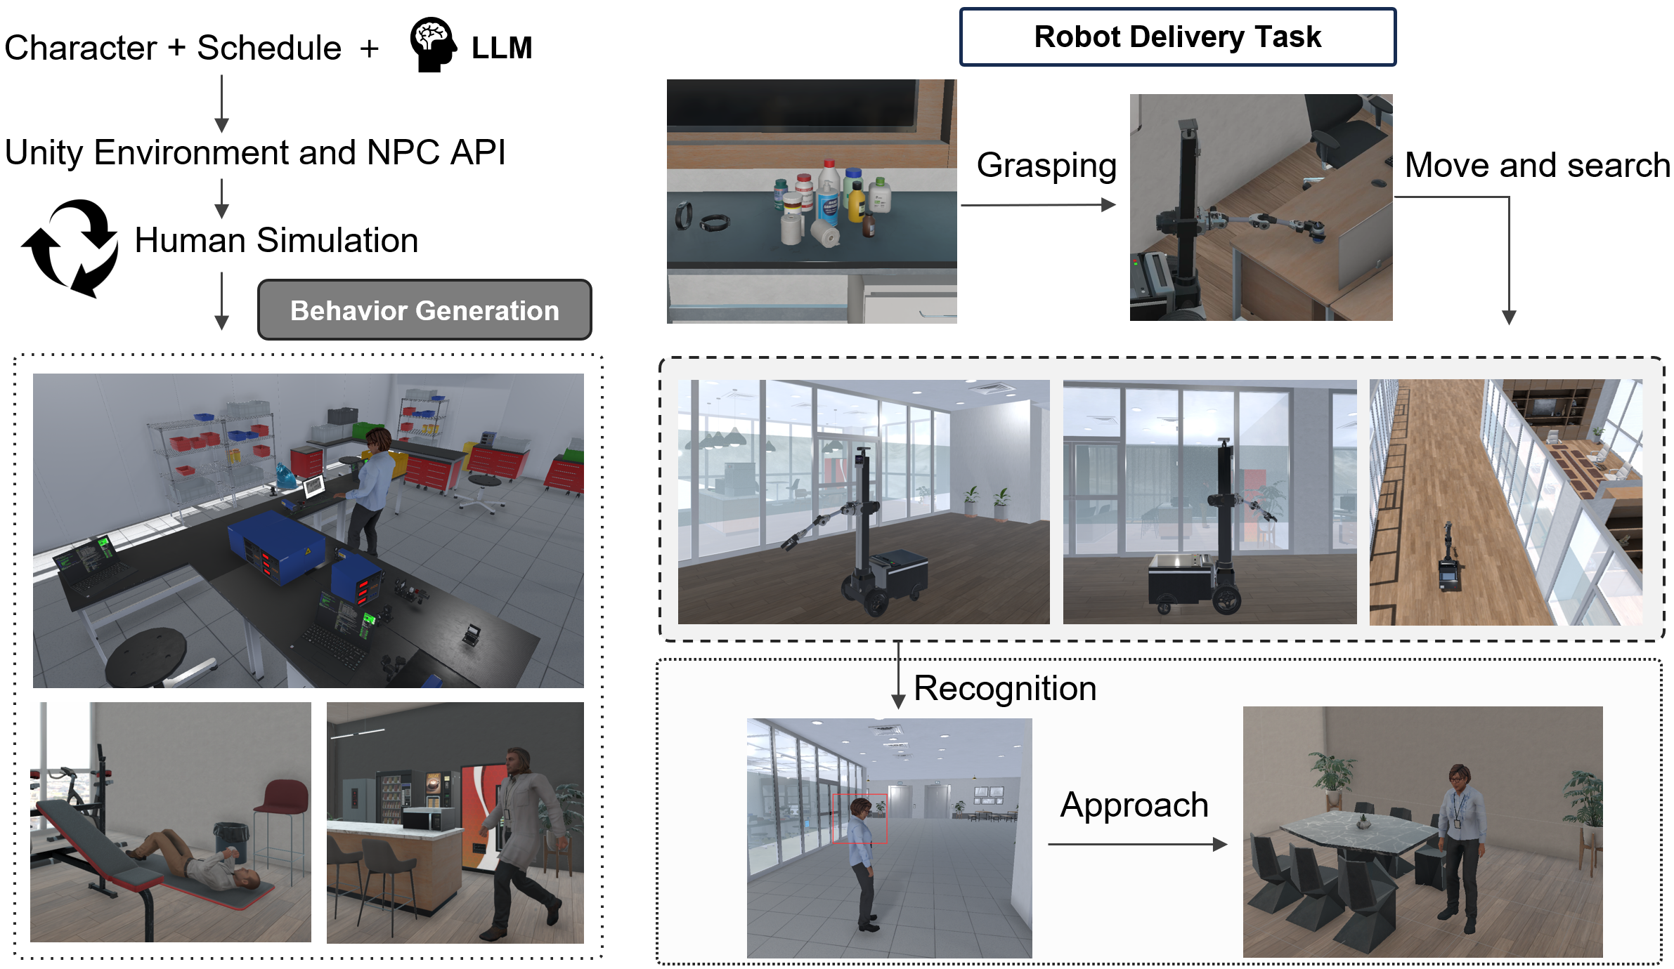 Character + Schedule + LLM
Unity Environment and NPC API
Human Simulation
Behavior Generation
Robot Delivery Task
Grasping
Move and search
Recognition
Approach